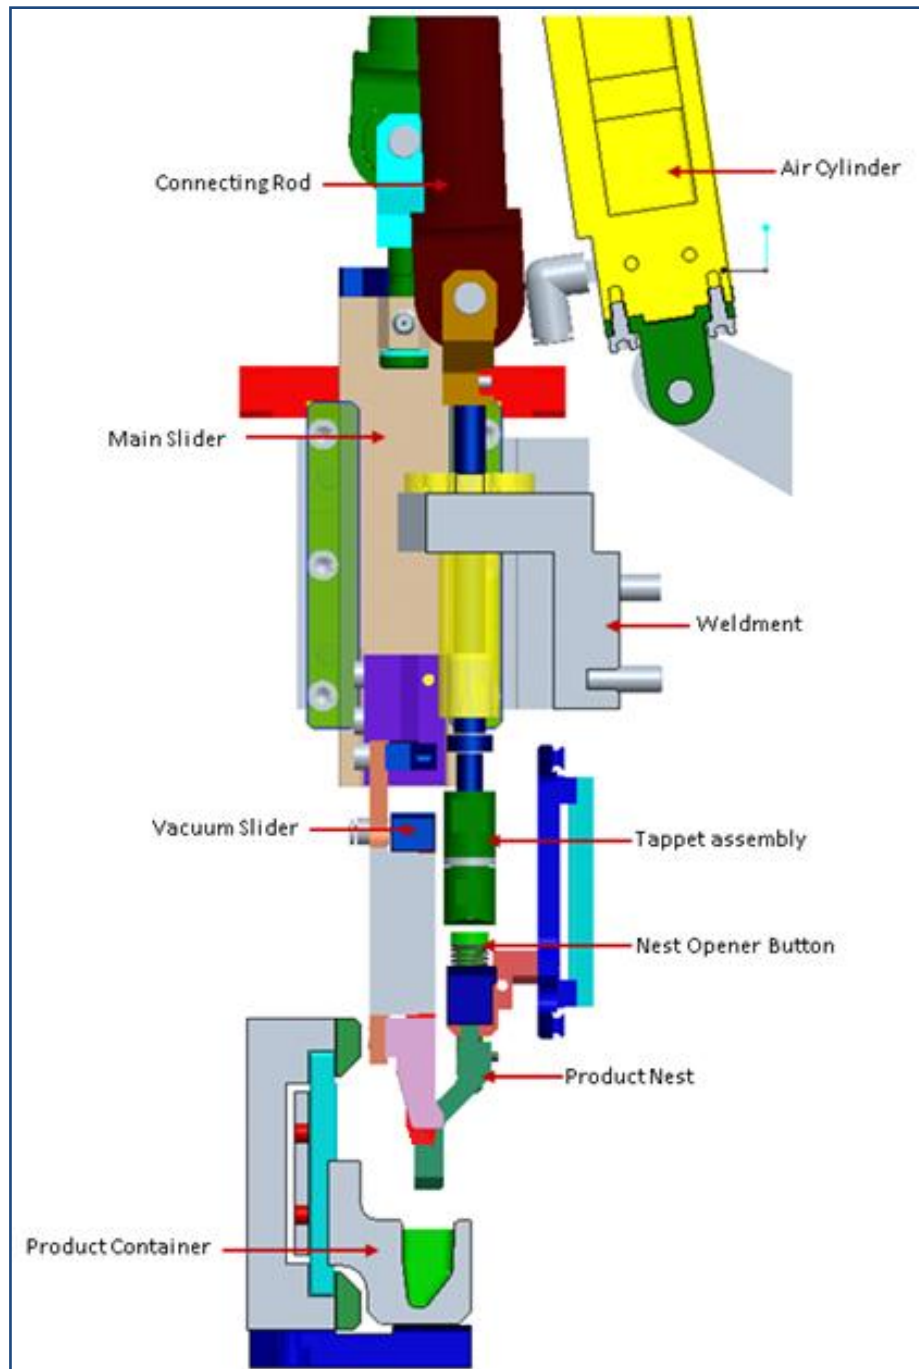 Air Cylinder
Connecting Rod
Main Slider
Weldment
Vacuum Slider
Tappet assembly
Nest Opener Button
Product Nest
Product Container